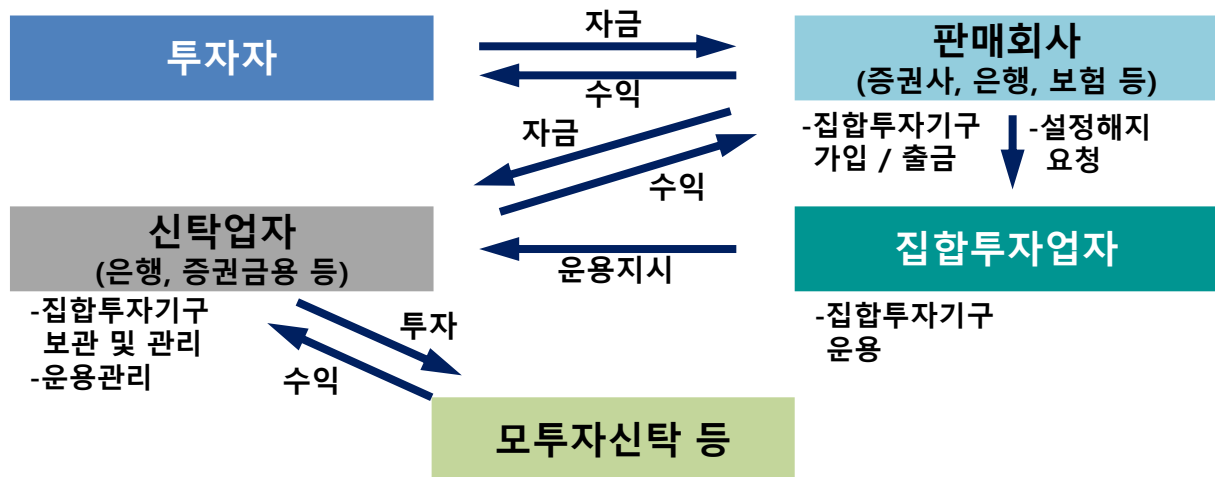 투자자
자금
수익
판매회사
(증권사, 은행, 보험 등)
-집합투자기구
가입 / 출금
-설정해지
요청
자금
수익
신탁업자
(은행, 증권금용 등)
운용지시
집합투자업자
-집합투자기구
보관 및 관리
-운용관리
투자
수익
-집합투자기구
운용
모투자신탁 등